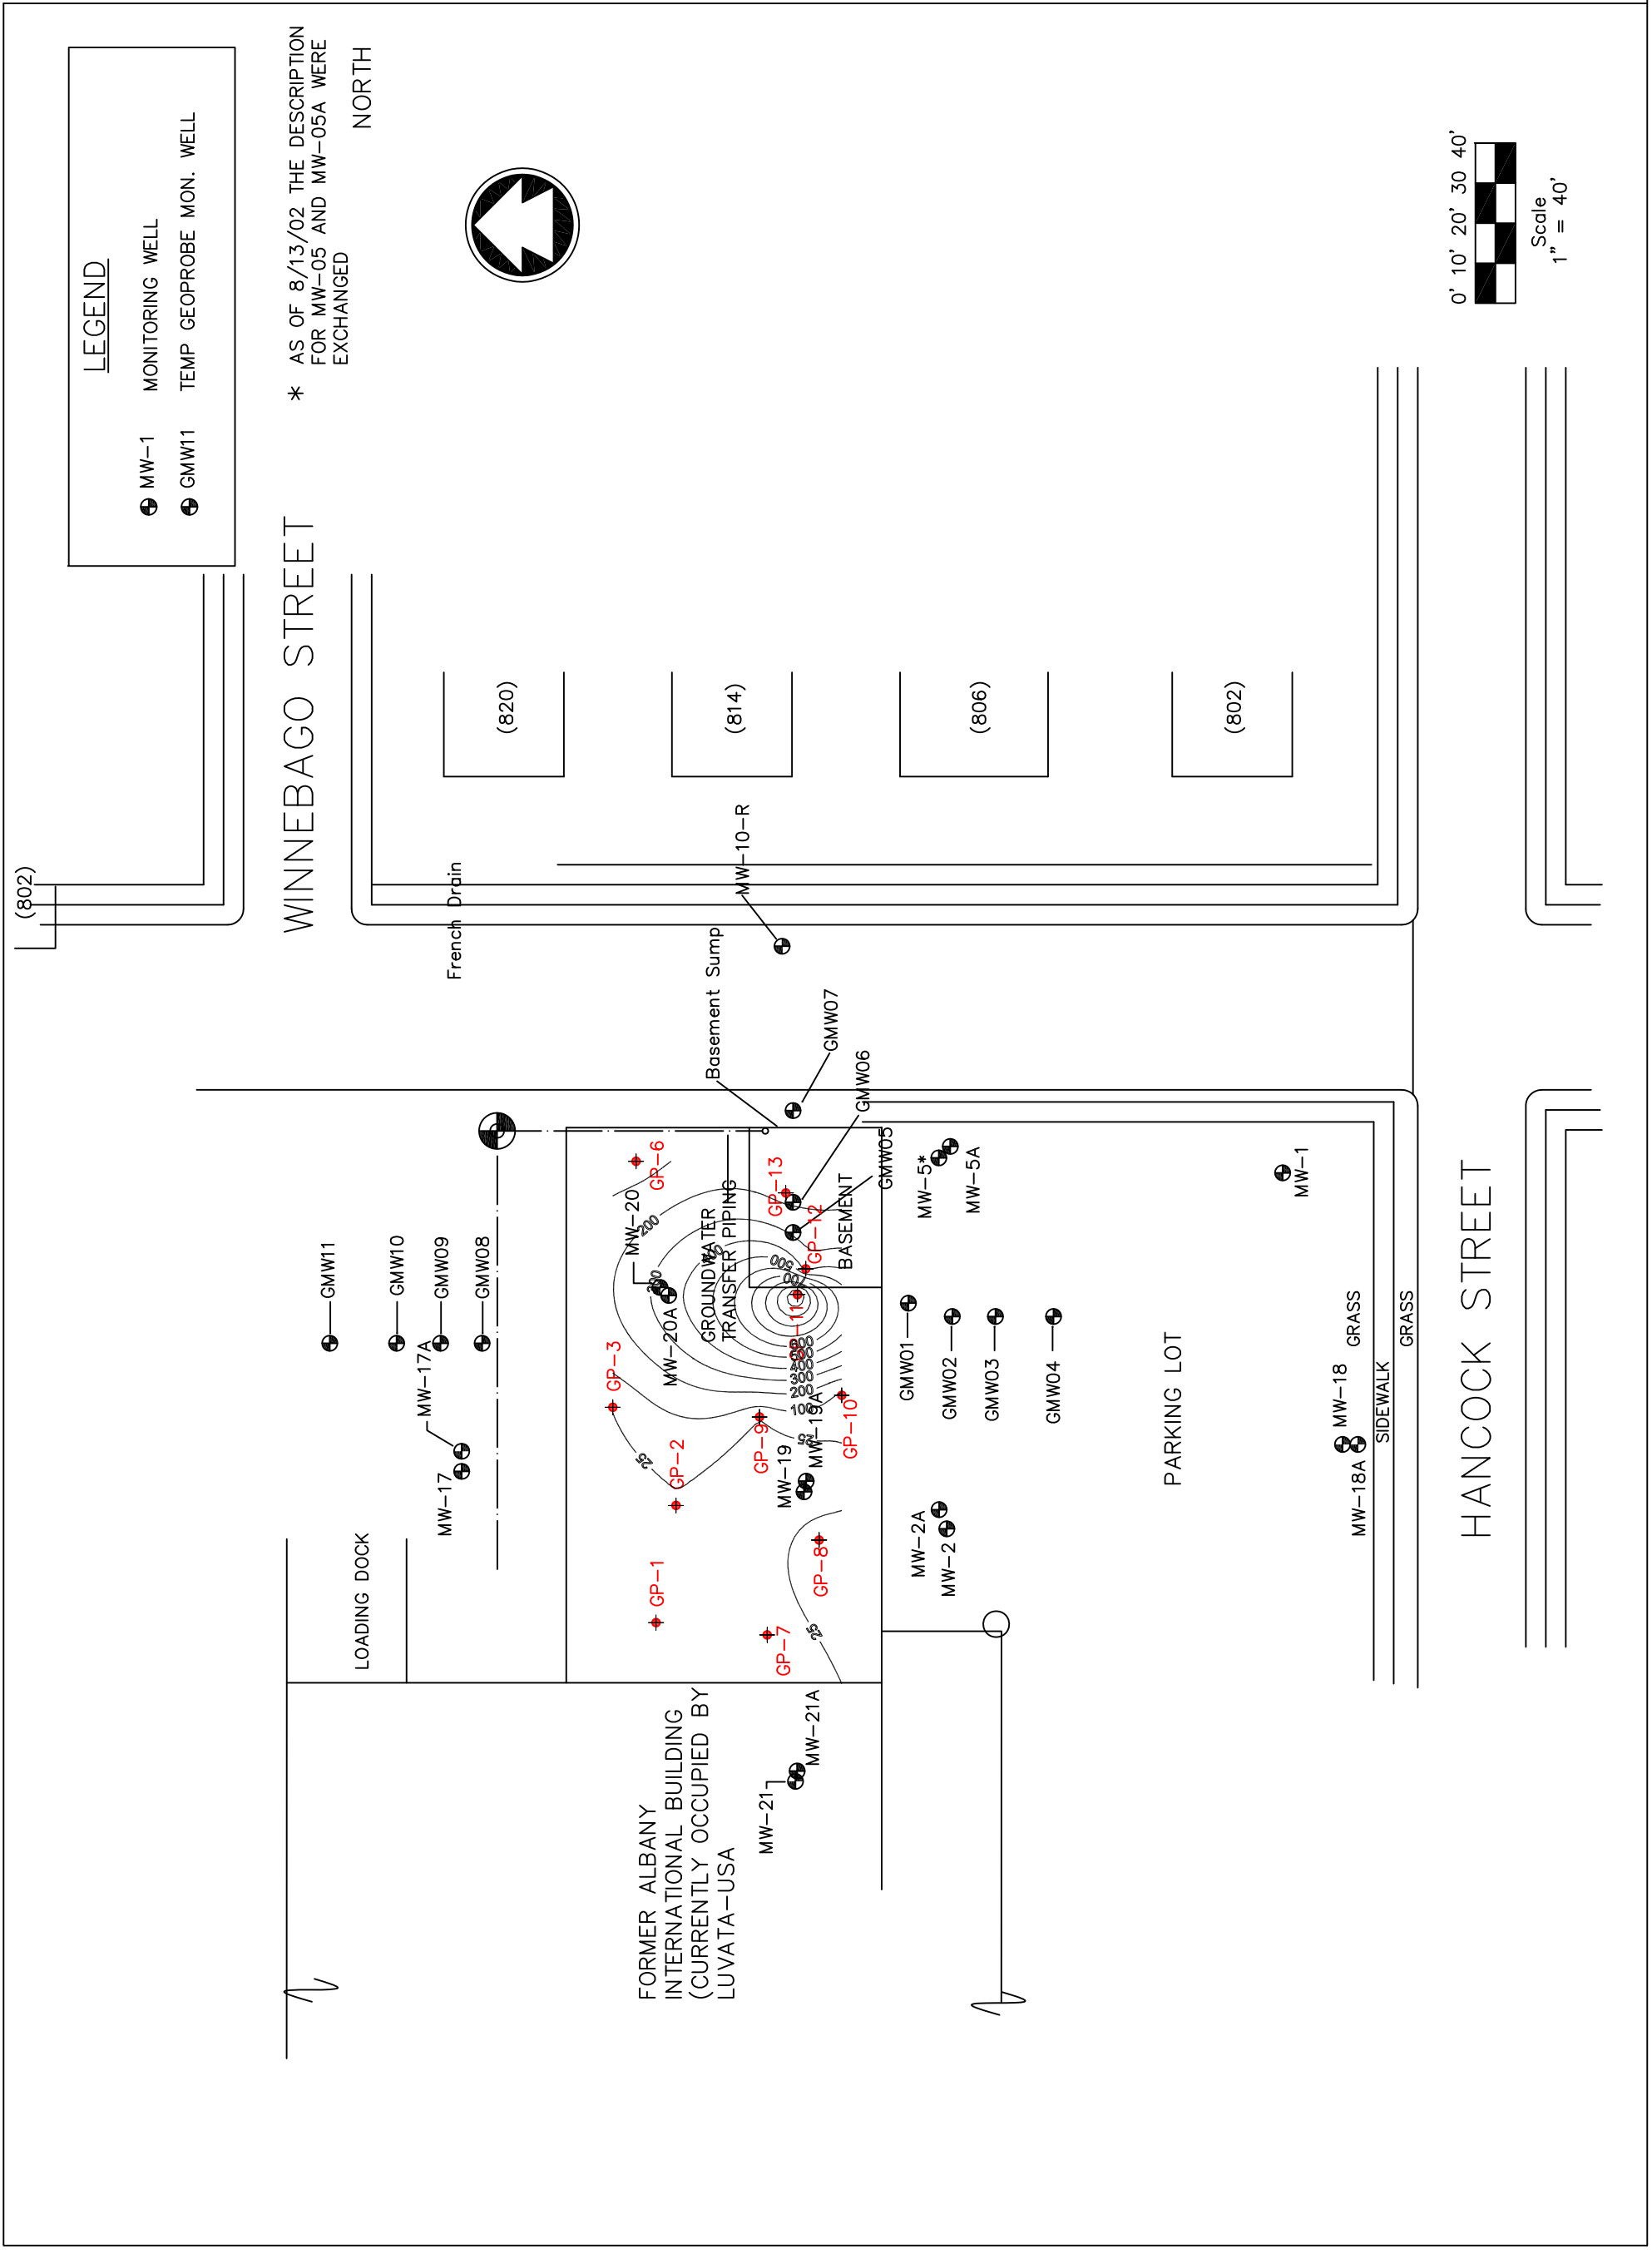 LEGEND
MW-1 MONITORING WELL
GMW11 TEMP GEOPROBE MON. WELL
* AS OF 8/13/02 THE DESCRIPTION
FOR MW-05 AND MW-05A WERE
EXCHANGED
NORTH
(802)
WINNEBAGO STREET
(820)
(814)
(806)
(802)
French Drain
MW-10-R
Basement Sump
GMW07
GMW06
GMW05
GMW11
GMW10
GMW09
GMW08
MW-17A
MW-17
LOADING DOCK
GP-6
MW-20
GP-13
GP-12
BASEMENT
GROUNDWATER
TRANSFER PIPING
MW-20A
GP-3
GP-2
GP-1
GP-9
MW-19
MW-19A
GP-10
GP-8
GP-7
200
200
500
800
600
400
300
200
100
25
25
25
MW-5*
MW-5A
MW-1
GMW01
GMW02
GMW03
GMW04
MW-2A
MW-2
PARKING LOT
MW-18
MW-18A
GRASS
SIDEWALK
GRASS
HANCOCK STREET
MW-21
MW-21A
FORMER ALBANY
INTERNATIONAL BUILDING
(CURRENTLY OCCUPIED BY
LUVATA-USA
0' 10' 20' 30 40'
Scale
1" = 40'